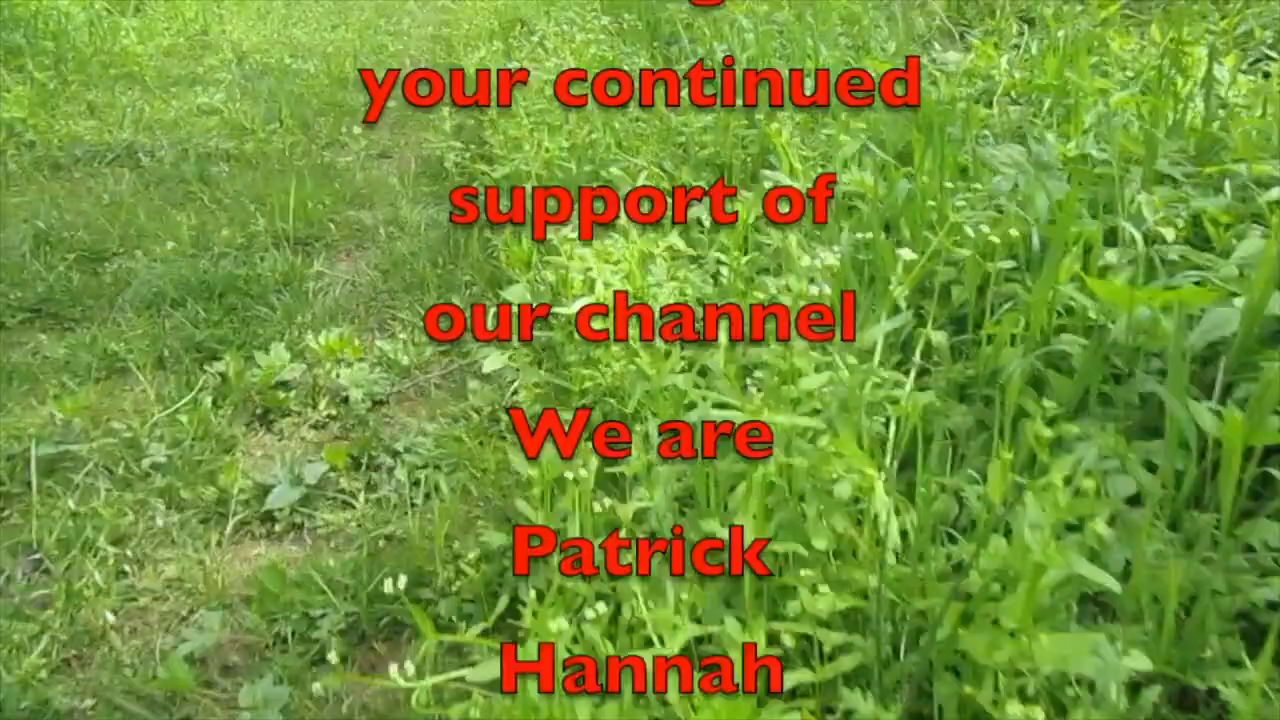 your continued
support of
our channel
We are
Patrick
Hannah